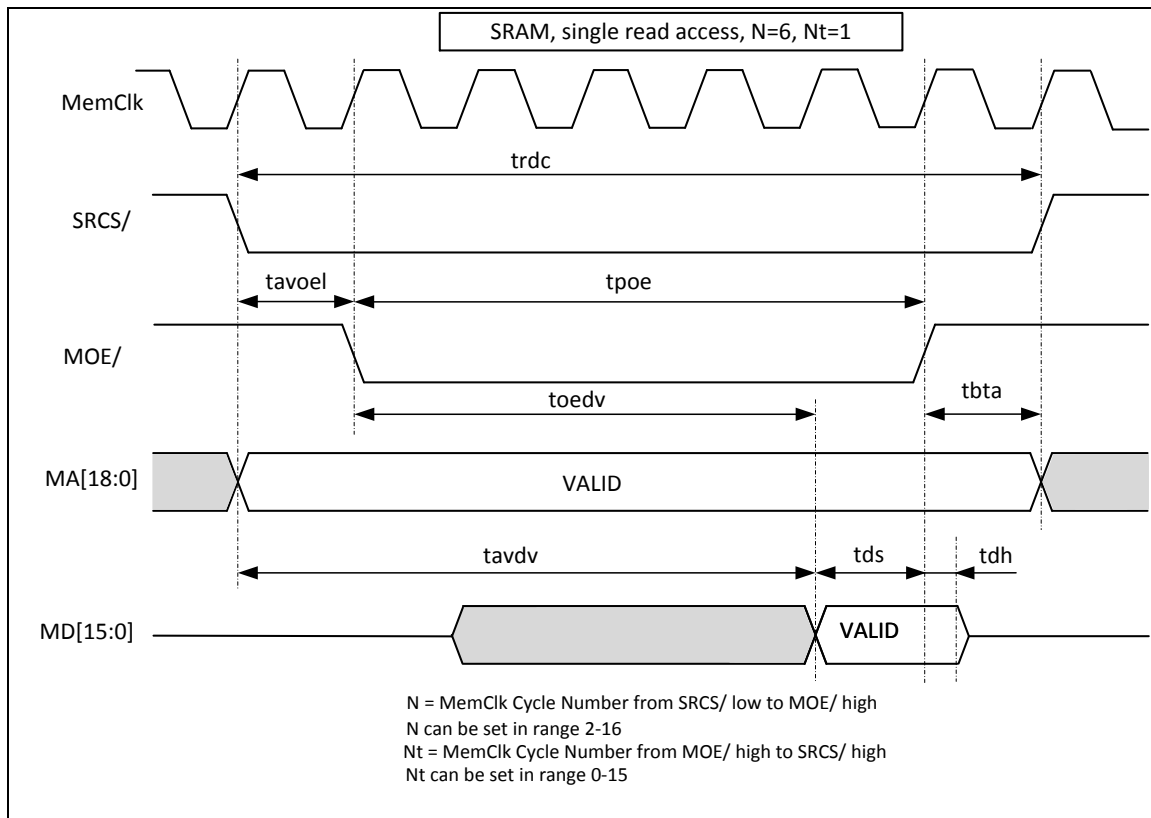 SRAM, single read access, N=6, Nt=1
MemClk
trdc
SRCS/
tavoel
tpoe
MOE/
toedv
tbta
MA[18:0]
VALID
tavdv
tds
tdh
MD[15:0]
VALID
N = MemClk Cycle Number from SRCS/ low to MOE/ high
N can be set in range 2-16
Nt = MemClk Cycle Number from MOE/ high to SRCS/ high
Nt can be set in range 0-15